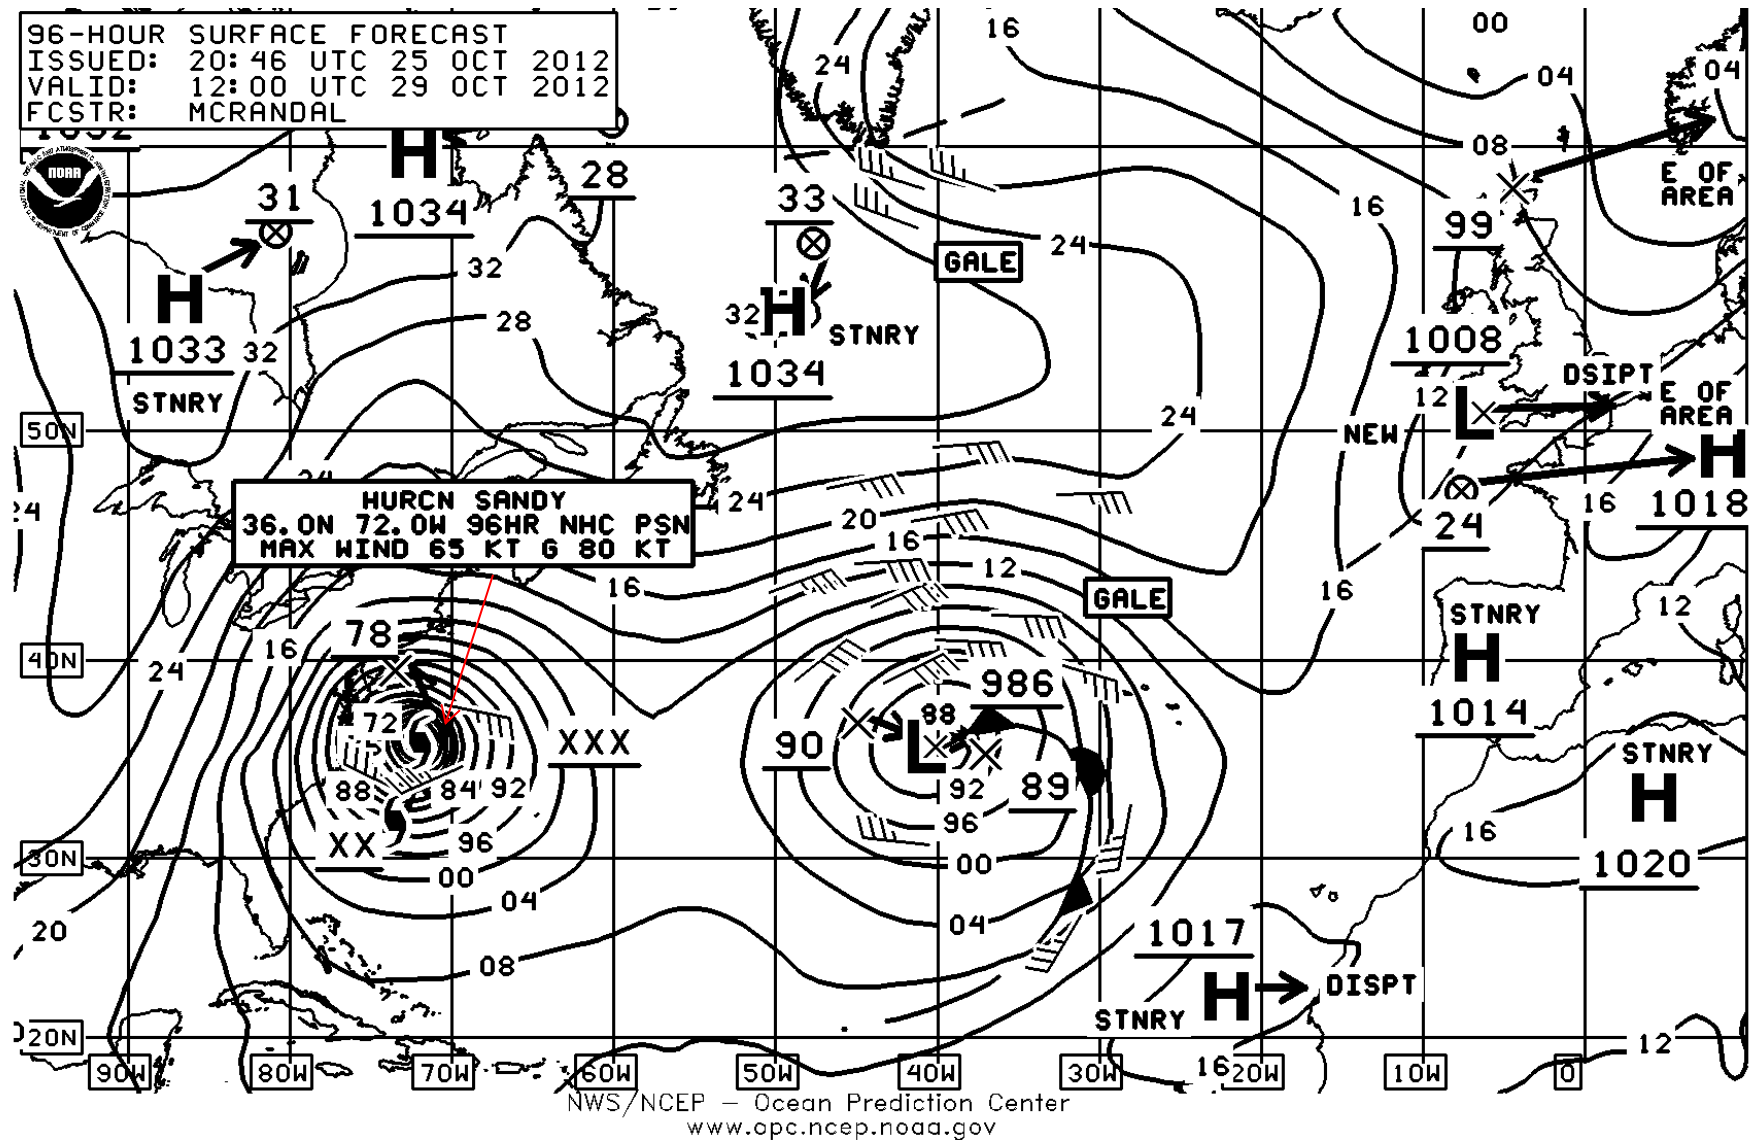 96-HOUR SURFACE FORECAST
ISSUED: 20:46 UTC 25 OCT 2012
VALID: 12:00 UTC 29 OCT 2012
FCSTR: MCRANDAL
NOAA
H
1034
31
H
1033
STNRY
32
32
28
28
24
33
32
H
STNRY
1034
GALE
24
16
16
00
04
04
08
E OF
AREA
99
1008
12
L
DSIPT
E OF
AREA
H
1018
NEW
24
16
24
24
24
50N
HURCN SANDY
36.0N 72.0W 96HR NHC PSN
MAX WIND 65 KT G 80 KT
24
20
16
12
16
GALE
16
STNRY
H
1014
12
40N
24
16
78
72
XXX
88
84
92
XX
96
00
04
08
90
L
88
986
92
89
96
00
04
STNRY
H
1020
16
30N
20
1017
H
STNRY
DISPT
12
16
20N
90W
80W
70W
60W
50W
40W
30W
20W
10W
0
NWS/NCEP – Ocean Prediction Center
www.opc.ncep.noaa.gov